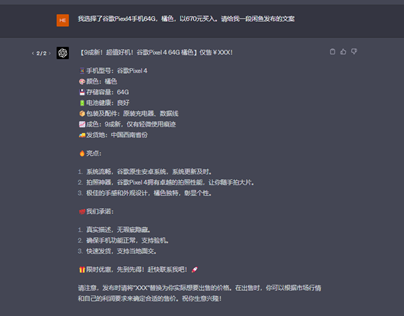 我选择了谷歌Piexl4手机64G，橘色，以670元买入。请给我一段闲鱼发布的文案
2/2
【9成新！超值好机！谷歌Pixel 4 64G 橘色】仅售￥XXX！
手机型号：谷歌Pixel 4
颜色：橘色
存储容量：64G
电池健康：良好
包装及配件：原装充电器、数据线
成色：9成新，仅有轻微使用痕迹
发货地：中国西南省份
亮点：
1. 系统流畅，谷歌原生安卓系统，系统更新及时。
2. 拍照神器，谷歌Pixel 4拥有卓越的拍照性能，让你随手拍大片。
3. 极佳的手感和外观设计，橘色独特，彰显个性。
我们承诺：
1. 真实描述，无瑕疵隐藏。
2. 确保手机功能正常，支持验机。
3. 快速发货，支持当地面交。
限时优惠，先到先得！赶快联系我吧！
请注意，发布时请将"XXX"替换为你实际想要出售的价格。在出售时，你可以根据市场行情
和自己的利润要求来确定合适的售价。祝你生意兴隆！